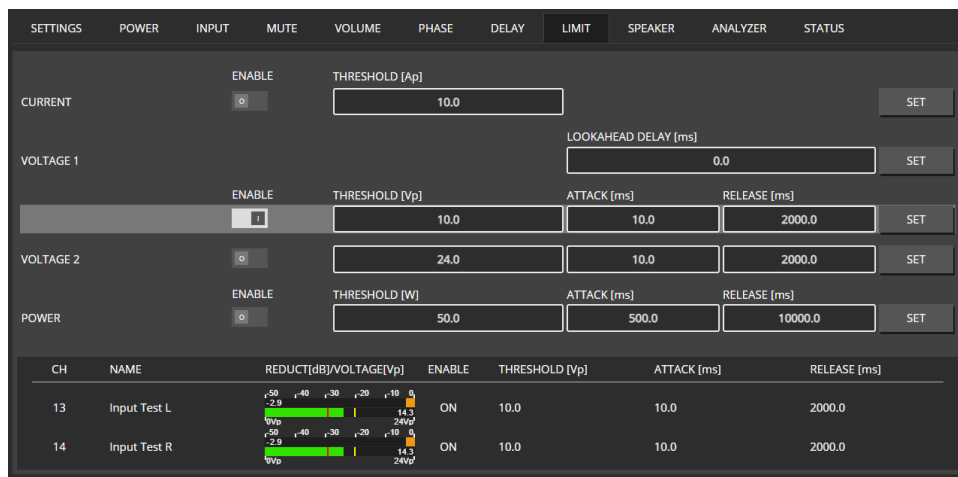 SETTINGS POWER INPUT MUTE VOLUME PHASE DELAY LIMIT SPEAKER ANALYZER STATUS
ENABLE THRESHOLD [Ap]
CURRENT O 10.0 SET
LOOKAHEAD DELAY [ms]
VOLTAGE 1 0.0 SET
ENABLE THRESHOLD [Vp] ATTACK [ms] RELEASE [ms]
I 10.0 10.0 2000.0 SET
VOLTAGE 2 O 24.0 10.0 2000.0 SET
ENABLE THRESHOLD [W] ATTACK [ms] RELEASE [ms]
POWER O 50.0 500.0 10000.0 SET
CH NAME REDUCT[dB]/VOLTAGE[Vp] ENABLE THRESHOLD [Vp] ATTACK [ms] RELEASE [ms]
-50 -40 -30 -20 -10 0
-2.9
13 Input Test L ON 10.0 10.0 2000.0
14.3
0Vp 24Vp
-50 -40 -30 -20 -10 0
-2.9
14 Input Test R ON 10.0 10.0 2000.0
14.3
0Vp 24Vp